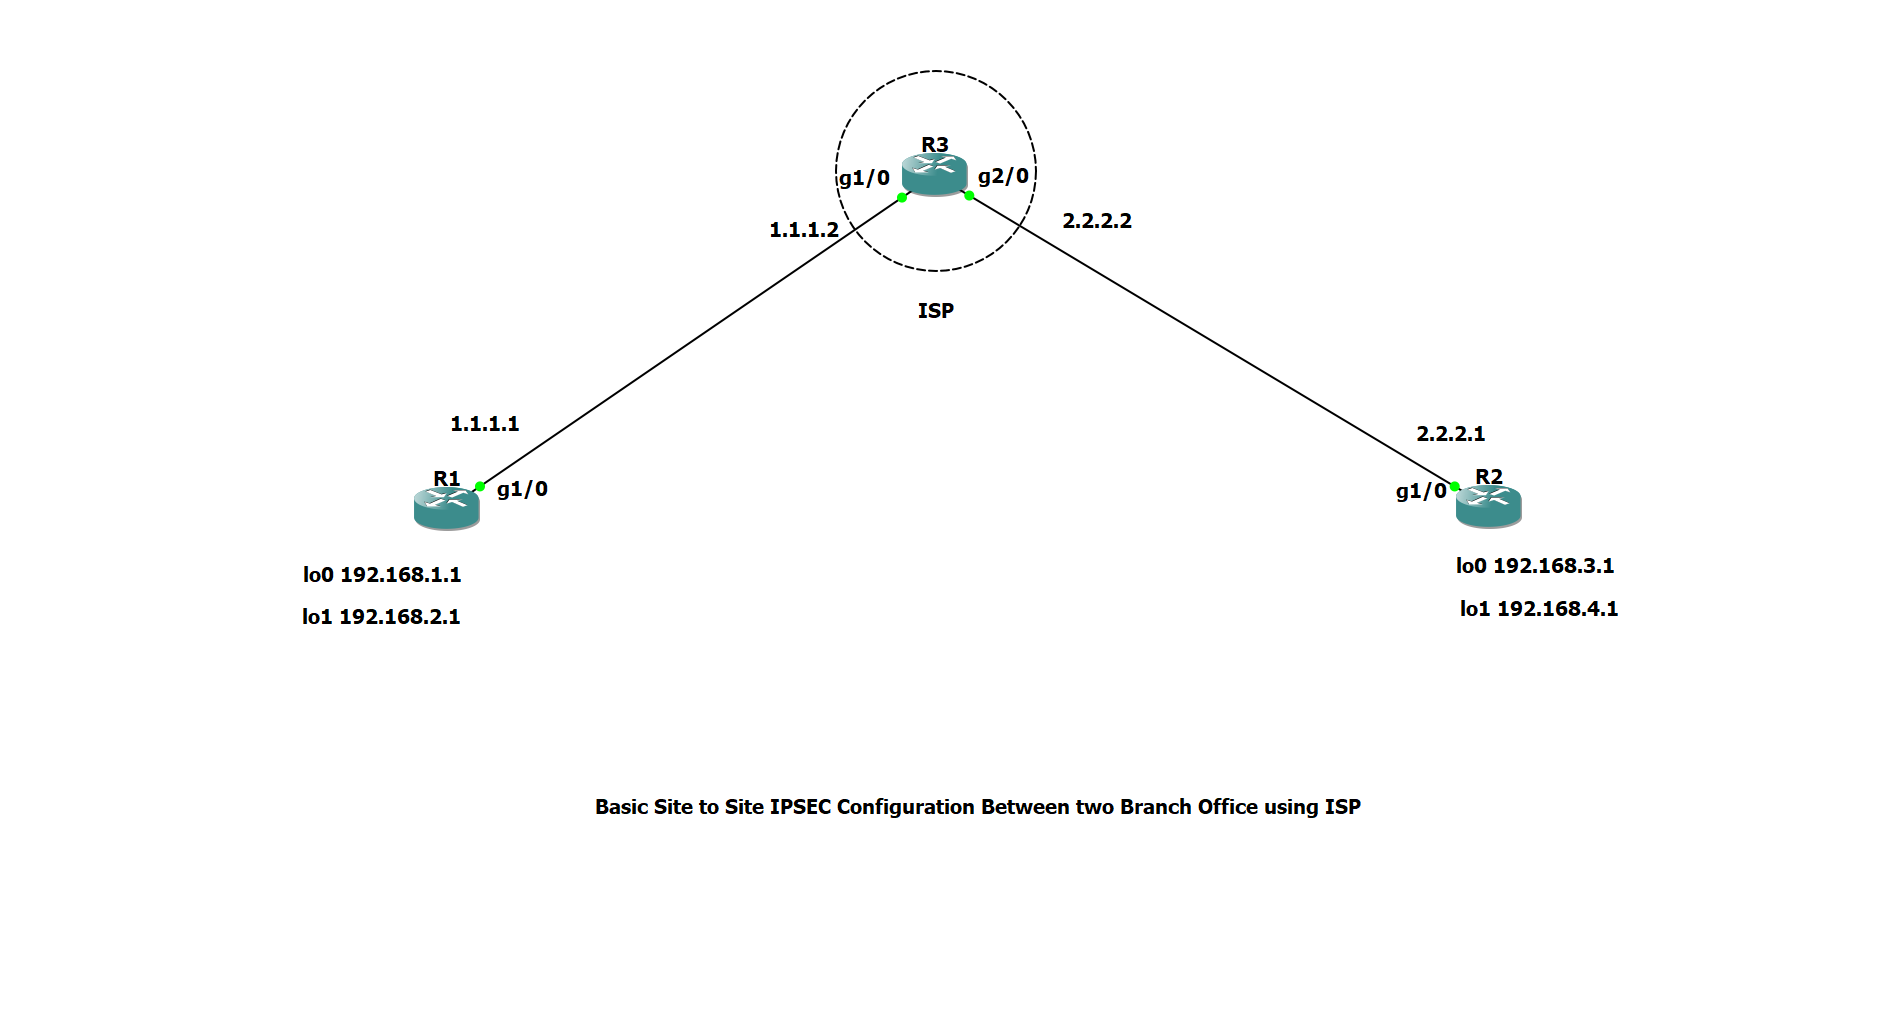 R3
g1/0
g2/0
1.1.1.2
2.2.2.2
ISP
1.1.1.1
2.2.2.1
R1
g1/0
R2
g1/0
lo0 192.168.1.1
lo1 192.168.2.1
lo0 192.168.3.1
lo1 192.168.4.1
Basic Site to Site IPSEC Configuration Between two Branch Office using ISP